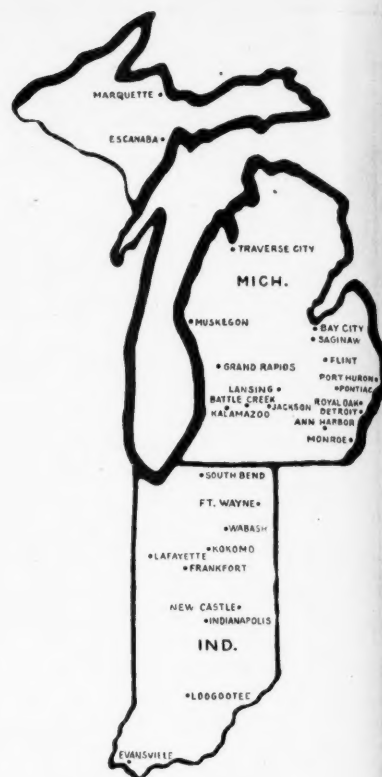 MARQUETTE
ESCANABA
TRAVERSE CITY
MICH.
MUSKEGON
BAY CITY
SAGINAW
FLINT
GRAND RAPIDS
PORT HURON
PONTIAC
LANSING
BATTLE CREEK
ROYAL OAK
JACKSON
DETROIT
KALAMAZOO
ANN HARBOR
MONROE
SOUTH BEND
FT. WAYNE
WABASH
KOKOMO
LAFAYETTE
FRANKFORT
NEW CASTLE
INDIANAPOLIS
IND.
LOOGOOTEE
EVANSVILLE